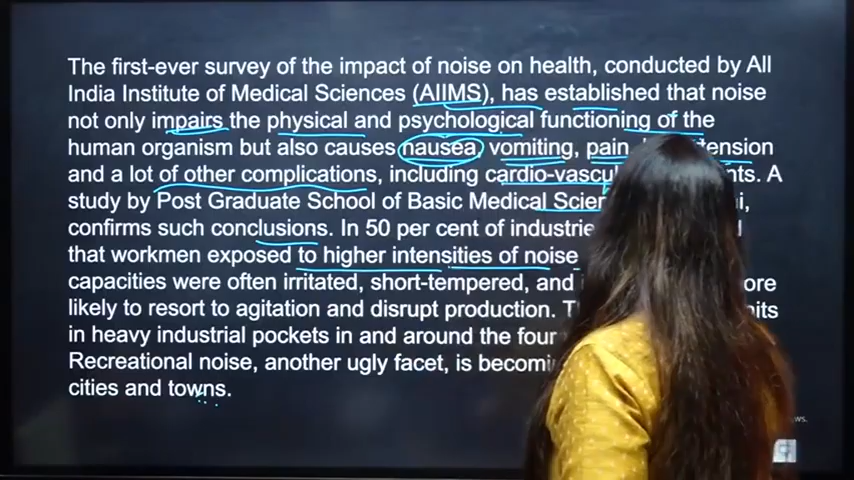 The first-ever survey of the impact of noise on health, conducted by All
India Institute of Medical Sciences (AIIMS), has established that noise
not only impairs the physical and psychological functioning of the
human organism but also causes nausea, vomiting, pain, tension
and a lot of other complications, including
A
study by Post Graduate School of Basic Medical
confirms such conclusions. In 50 per cent of
that workmen exposed to higher intensities of noise
capacities were often irritated, short-tempered, and
likely to resort to agitation and disrupt production.
in heavy industrial pockets in and around the four
Recreational noise, another ugly facet, is
cities and towns.